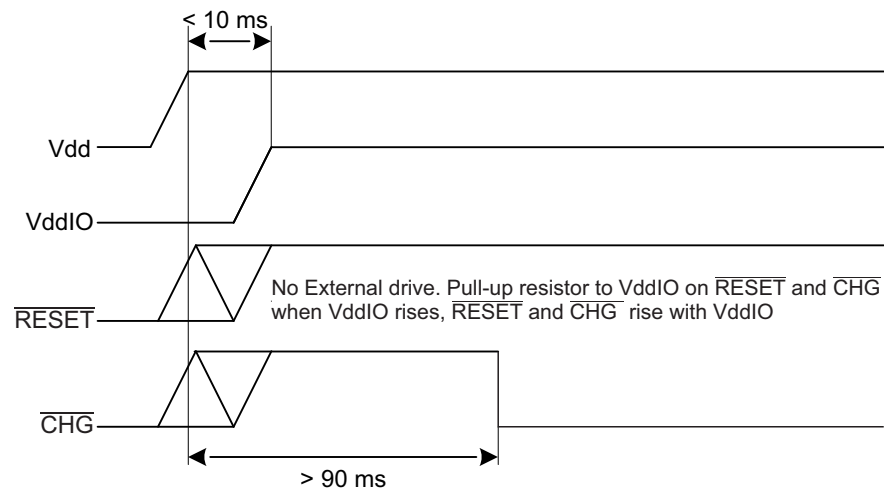 < 10 ms
Vdd
VddIO
No External drive. Pull-up resistor to VddIO on RESET and CHG
when VddIO rises, RESET and CHG rise with VddIO
RESET
CHG
> 90 ms